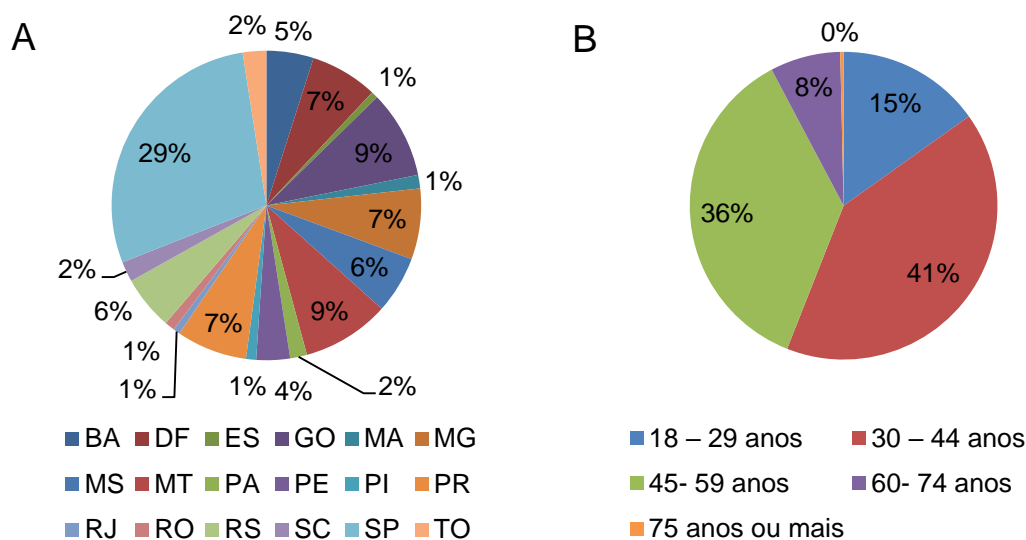 A
2%
5%
7%
1%
9%
1%
7%
6%
9%
2%
4%
1%
7%
1%
1%
6%
2%
29%
BA DF ES GO MA MG
MS MT PA PE PI PR
RJ RO RS SC SP TO
B
0%
15%
41%
36%
8%
18 – 29 anos 30 – 44 anos
45- 59 anos 60- 74 anos
75 anos ou mais